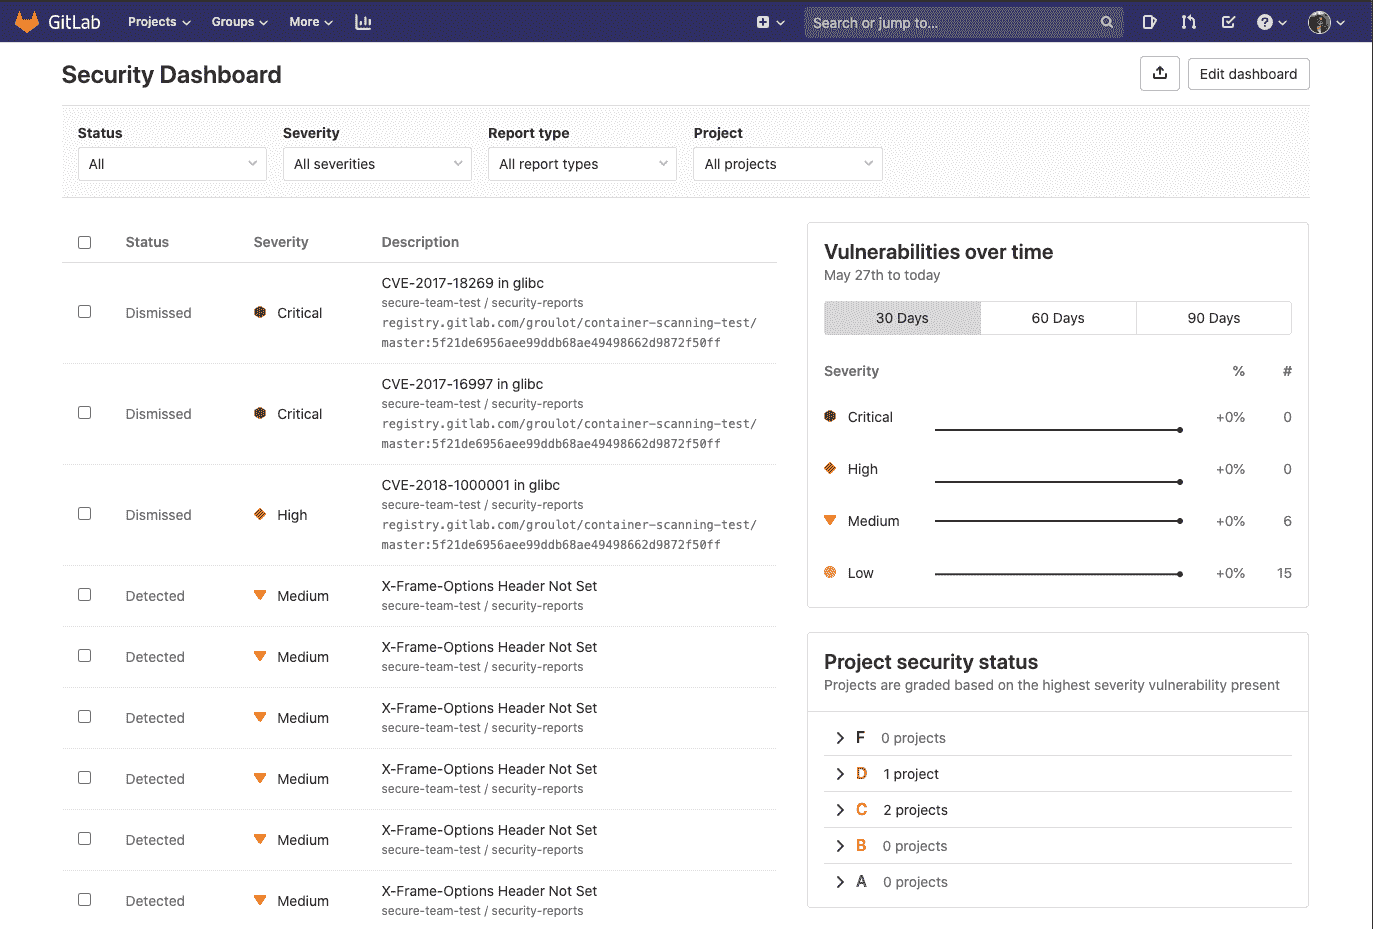 GitLab
Projects
Groups
More
Search or jump to...
Security Dashboard
Edit dashboard
Status
Severity
Report type
Project
All
All severities
All report types
All projects
Status
Severity
Description
Dismissed
Critical
CVE-2017-18269 in glibc
secure-team-test / security-reports
registry.gitlab.com/groulot/container-scanning-test/
master:5f21de6956aee99ddb68ae49498662d9872f50ff
Dismissed
Critical
CVE-2017-16997 in glibc
secure-team-test / security-reports
registry.gitlab.com/groulot/container-scanning-test/
master:5f21de6956aee99ddb68ae49498662d9872f50ff
Dismissed
High
CVE-2018-1000001 in glibc
secure-team-test / security-reports
registry.gitlab.com/groulot/container-scanning-test/
master:5f21de6956aee99ddb68ae49498662d9872f50ff
Detected
Medium
X-Frame-Options Header Not Set
secure-team-test / security-reports
Detected
Medium
X-Frame-Options Header Not Set
secure-team-test / security-reports
Detected
Medium
X-Frame-Options Header Not Set
secure-team-test / security-reports
Detected
Medium
X-Frame-Options Header Not Set
secure-team-test / security-reports
Detected
Medium
X-Frame-Options Header Not Set
secure-team-test / security-reports
Detected
Medium
X-Frame-Options Header Not Set
secure-team-test / security-reports
Vulnerabilities over time
May 27th to today
30 Days
60 Days
90 Days
Severity % #
Critical +0% 0
High +0% 0
Medium +0% 6
Low +0% 15
Project security status
Projects are graded based on the highest severity vulnerability present
F 0 projects
D 1 project
C 2 projects
B 0 projects
A 0 projects